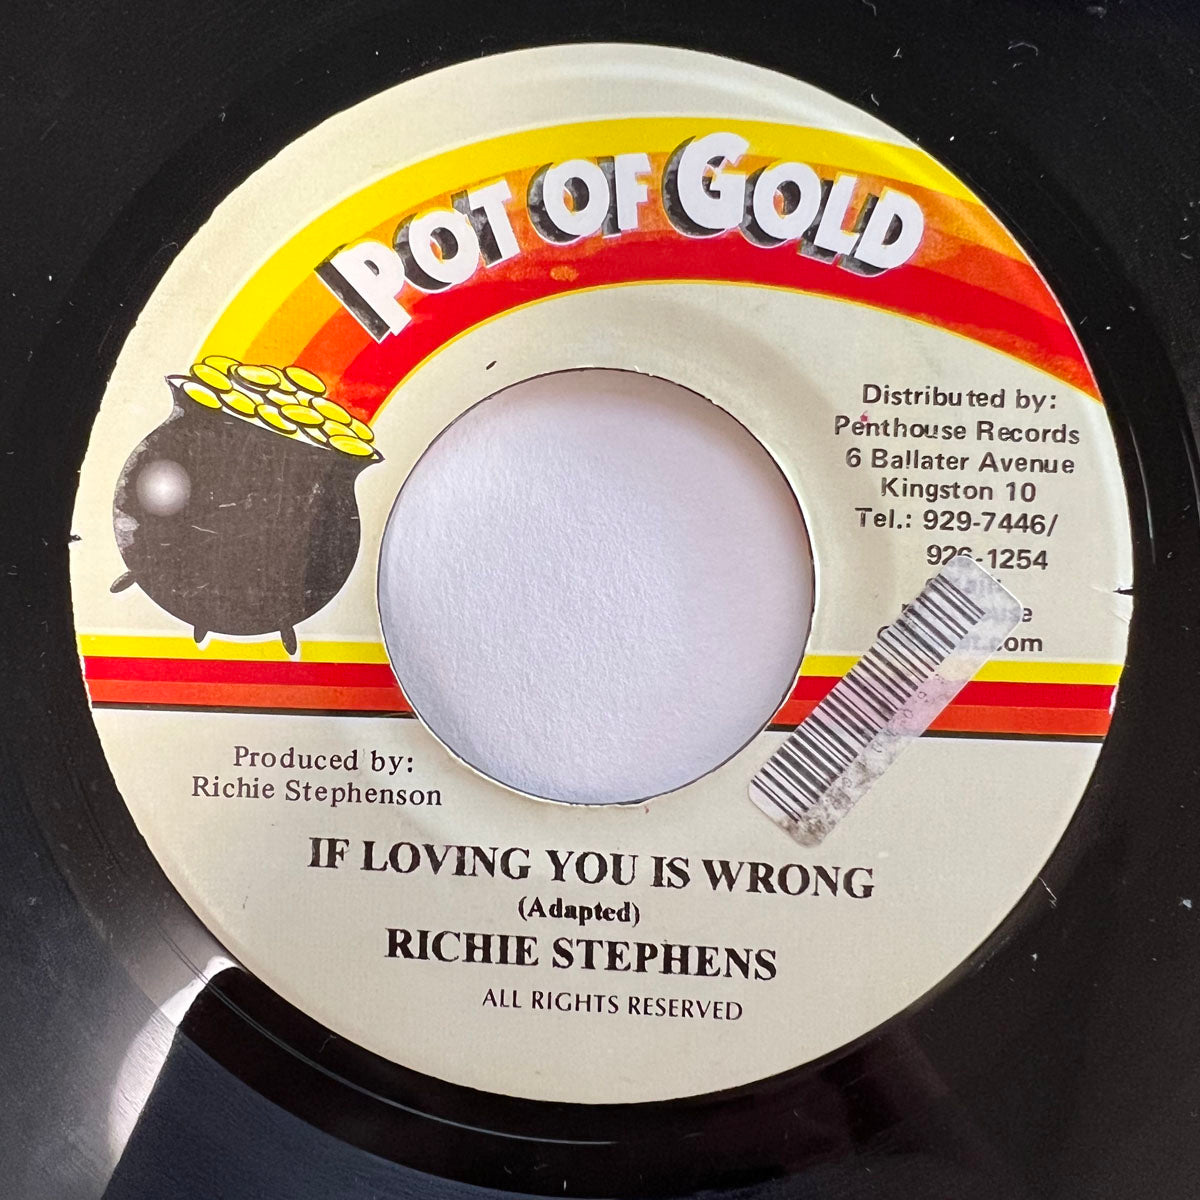 POT OF GOLD
Distributed by:
Penthouse Records
6 Ballater Avenue
Kingston 10
Tel.: 929-7446/
926-1254
Produced by:
Richie Stephenson
IF LOVING YOU IS WRONG
(Adapted)
RICHIE STEPHENS
ALL RIGHTS RESERVED